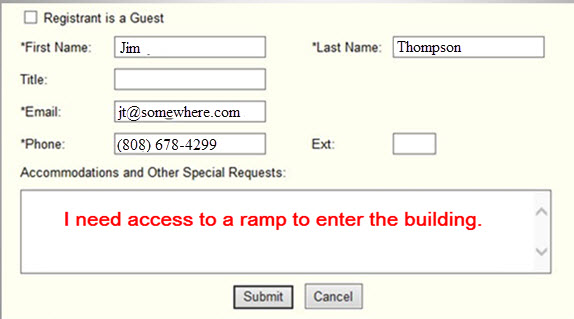 Registrant is a Guest
*First Name: Jim *Last Name: Thompson
Title:
*Email: jt@somewhere.com
*Phone: (808) 678-4299 Ext:
Accommodations and Other Special Requests:
I need access to a ramp to enter the building.
Submit Cancel